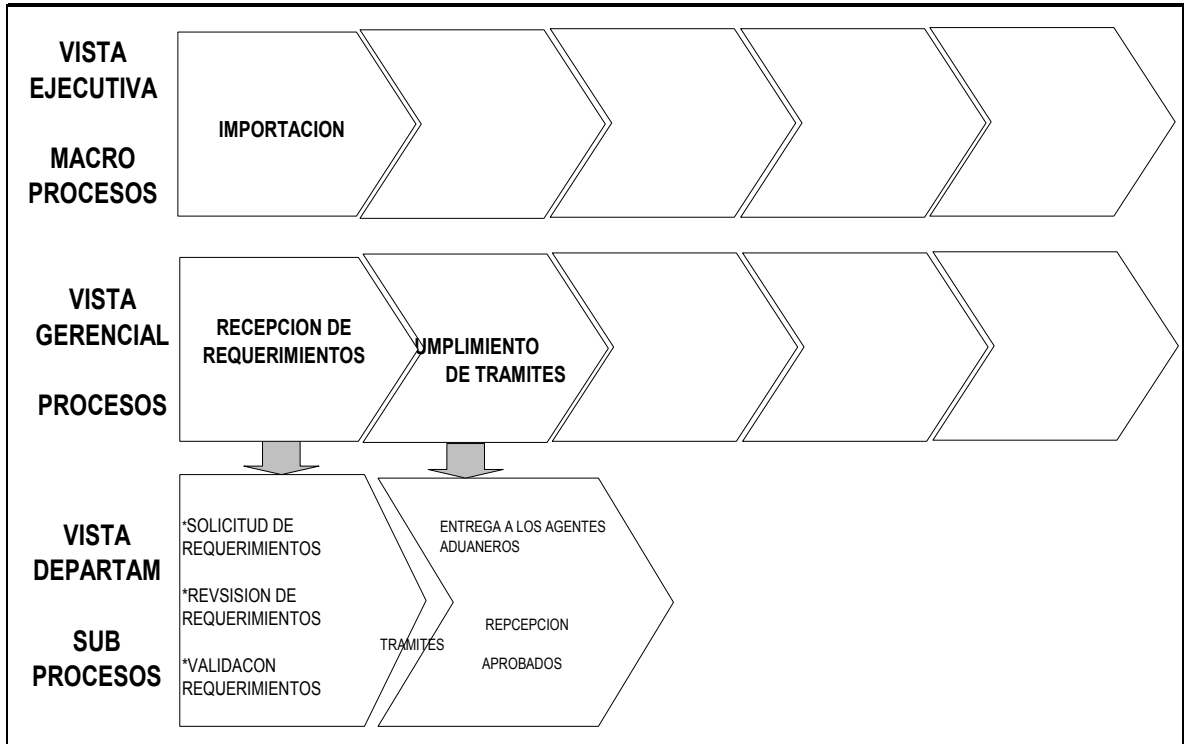 VISTA
EJECUTIVA
MACRO
PROCESOS
IMPORTACION
VISTA
GERENCIAL
PROCESOS
RECEPCION DE
REQUERIMIENTOS
UMPLIMIENTO
DE TRAMITES
VISTA
DEPARTAM
SUB
PROCESOS
*SOLICITUD DE
REQUERIMIENTOS
*REVSISION DE
REQUERIMIENTOS
*VALIDACON
REQUERIMIENTOS
ENTREGA A LOS AGENTES
ADUANEROS
REPCEPCION
TRAMITES
APROBADOS